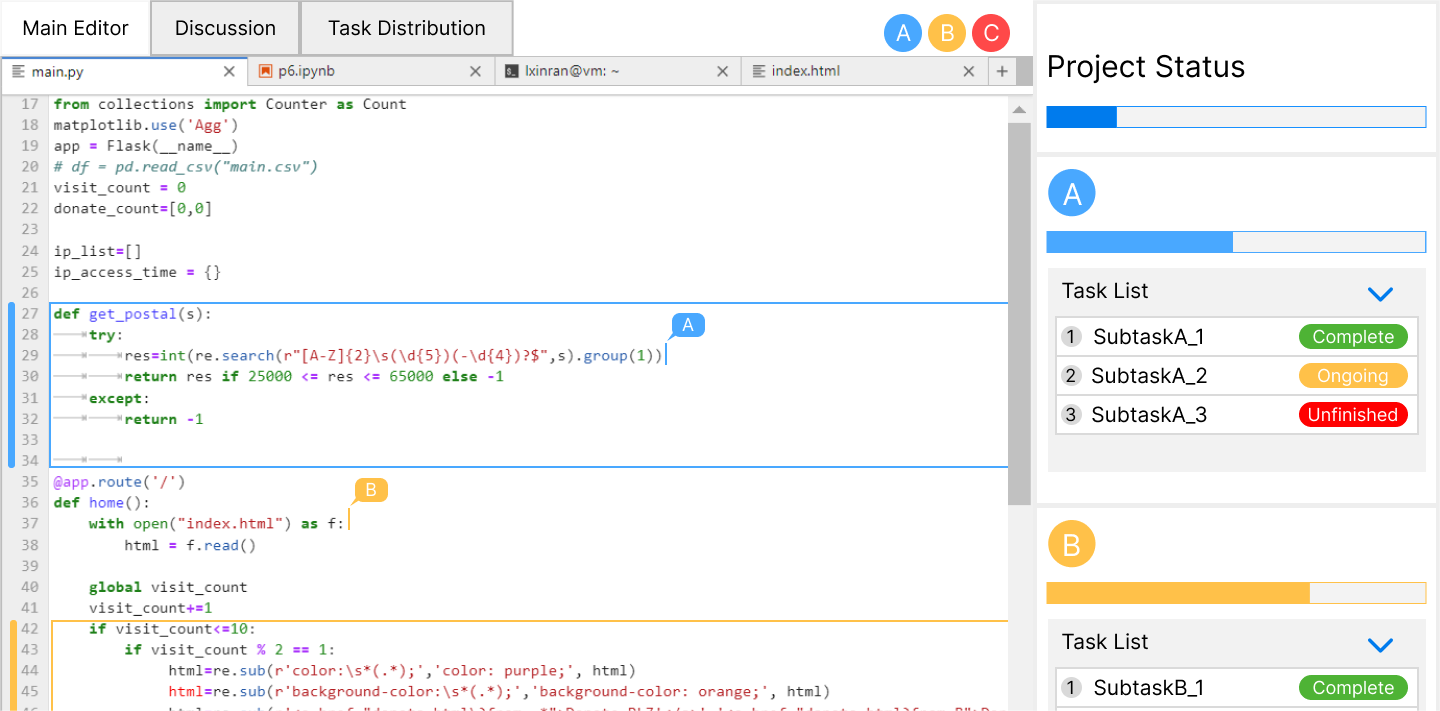 Main Editor Discussion Task Distribution A B C
main.py p6.ipynb lxinran@vm: ~ index.html
17 from collections import Counter as Count
18 matplotlib.use('Agg')
19 app = Flask(__name__)
20 # df = pd.read_csv("main.csv")
21 visit_count = 0
22 donate_count=[0,0]
23
24 ip_list=[]
25 ip_access_time = {}
26
27 def get_postal(s):
28 try:
A
29 res=int(re.search(r"[A-Z]{2}\s(\d{5})(-\d{4})?$",s).group(1))
30 return res if 25000 <= res <= 65000 else -1
31 except:
32 return -1
33
34
35 @app.route('/')
B
36 def home():
37 with open("index.html") as f:
38 html = f.read()
39
40 global visit_count
41 visit_count+=1
42 if visit_count<=10:
43 if visit_count % 2 == 1:
44 html=re.sub(r'color:\s*(.*);','color: purple;', html)
45 html=re.sub(r'background-color:\s*(.*);','background-color: orange;', html)
Project Status
A
Task List
1 SubtaskA_1 Complete
2 SubtaskA_2 Ongoing
3 SubtaskA_3 Unfinished
B
Task List
1 SubtaskB_1 Complete